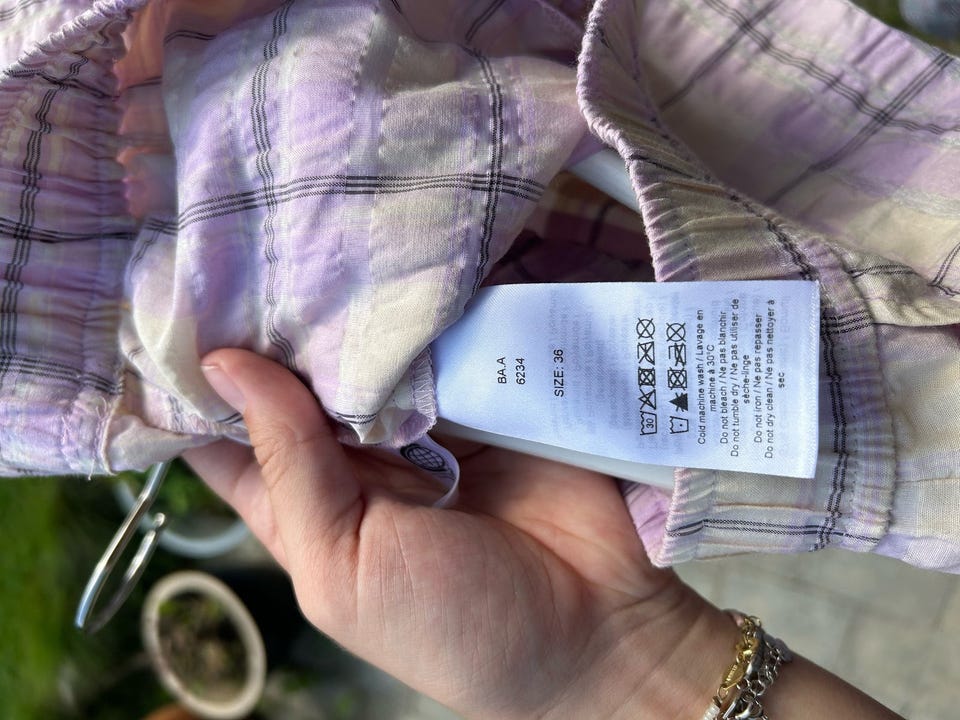 BA.A
6234
SIZE: 36
30
Cold machine wash / Lavage en
machine à 30°C
Do not bleach / Ne pas blanchir
Do not tumble dry / Ne pas utiliser de
sèche-linge
Do not iron / Ne pas repasser
Do not dry clean / Ne pas nettoyer à
sec